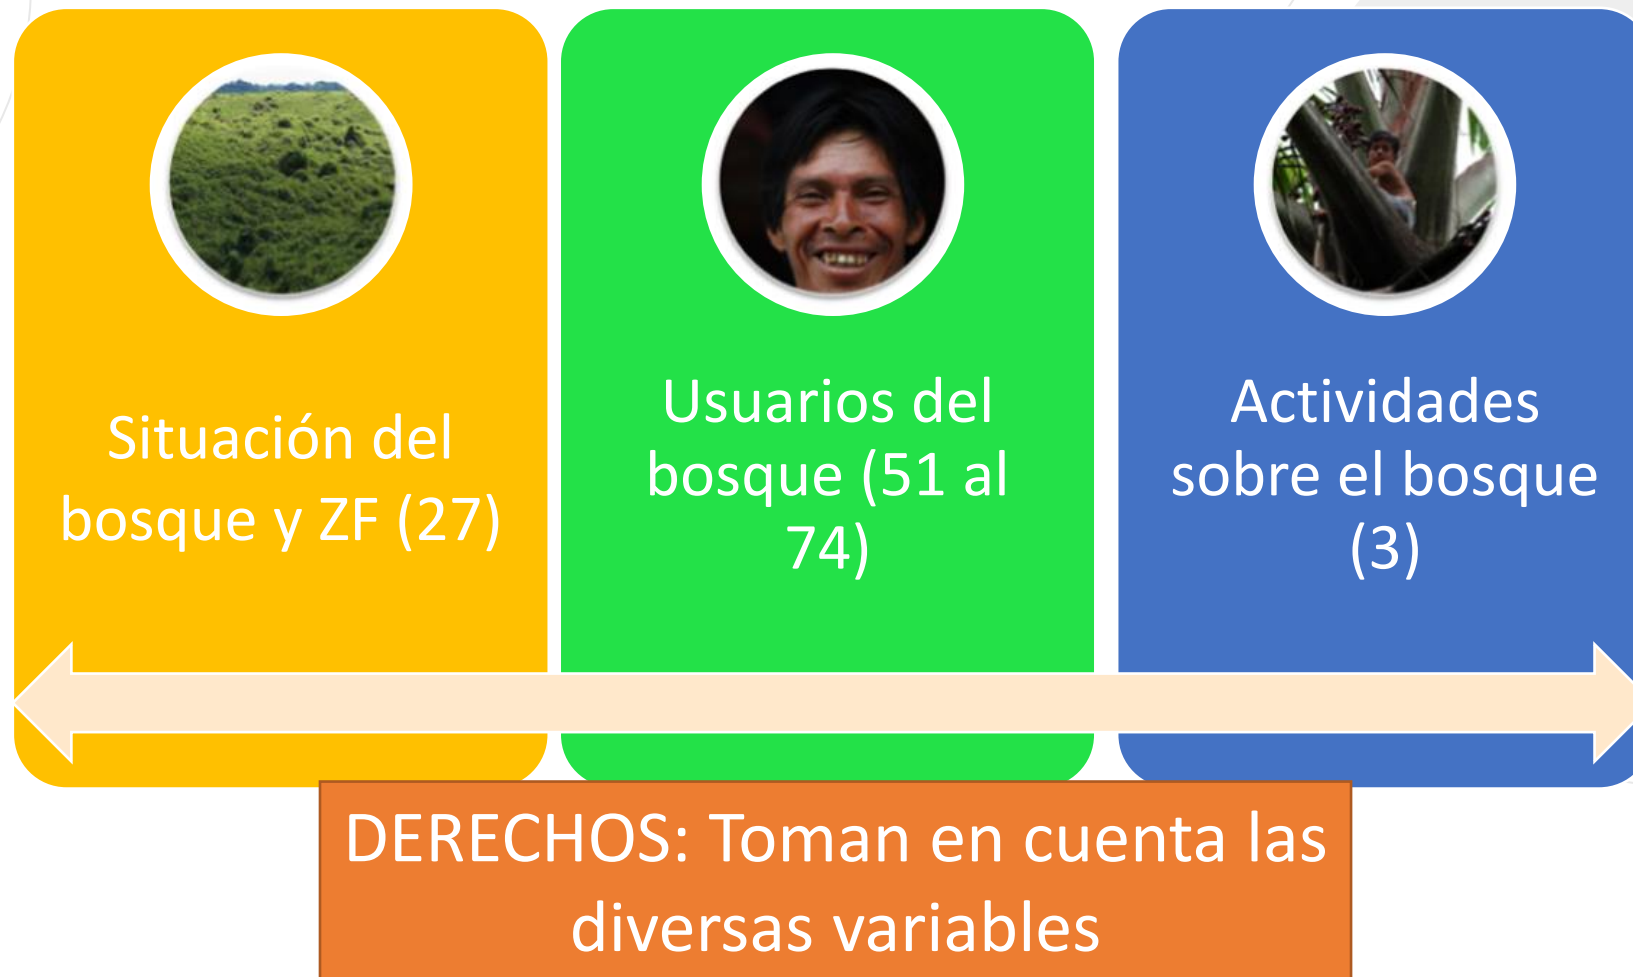 Situación del
bosque y ZF (27)
Usuarios del
bosque (51 al
74)
Actividades
sobre el bosque
(3)
DERECHOS: Toman en cuenta las
diversas variables